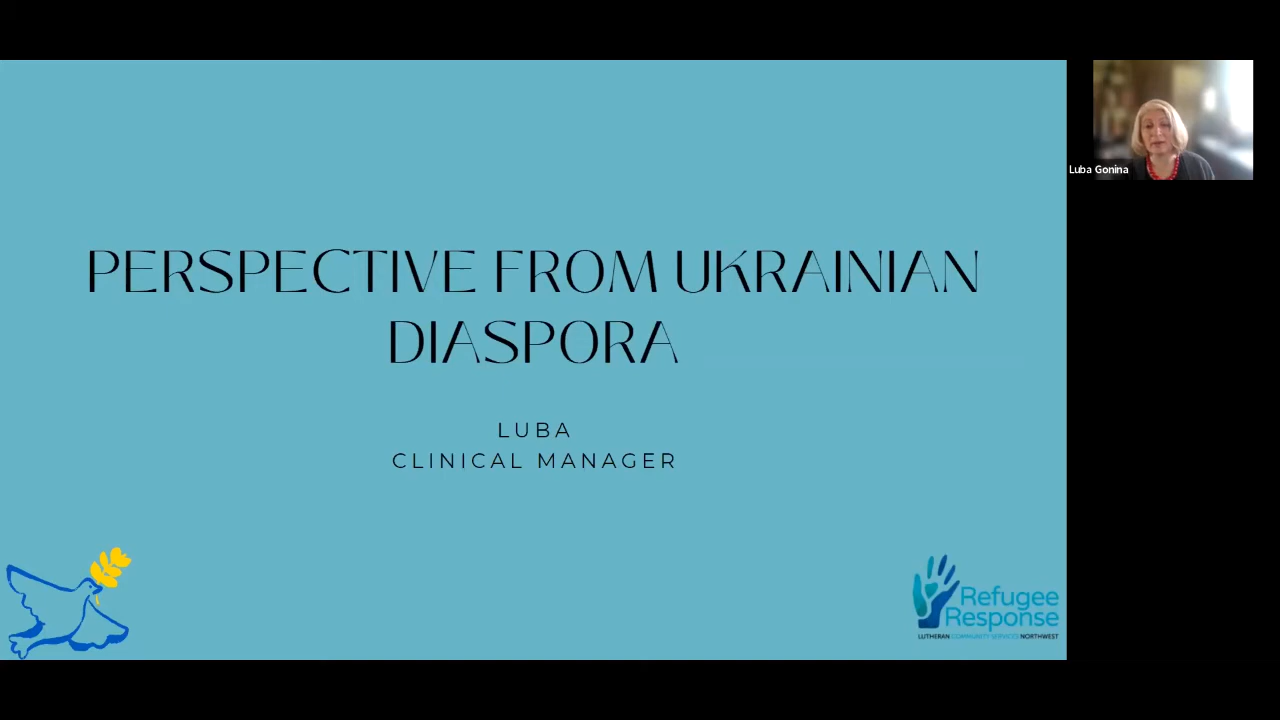 PERSPECTIVE FROM UKRAINIAN
DIASPORA
LUBA
CLINICAL MANAGER
Refugee
Response
LUTHERAN COMMUNITY SERVICES NORTHWEST
Luba Gonina